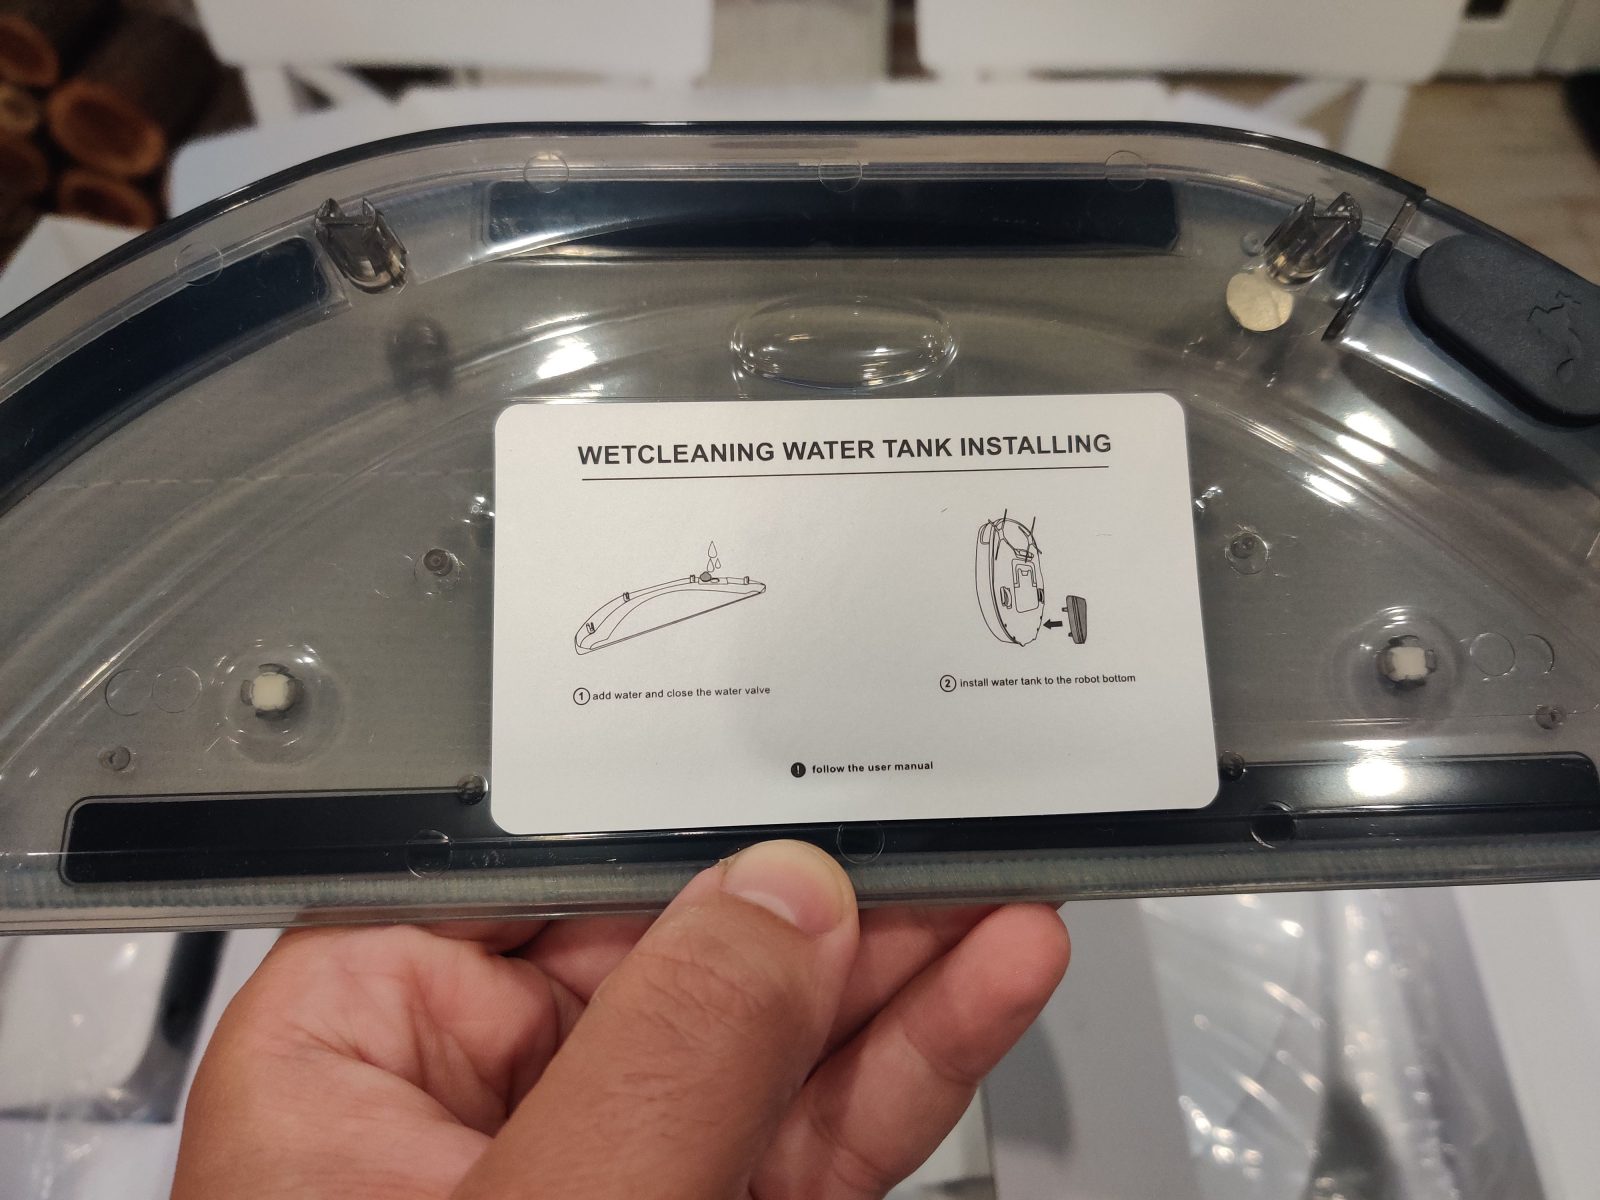 WETCLEANING WATER TANK INSTALLING
1 add water and close the water valve
2 install water tank to the robot bottom
! follow the user manual